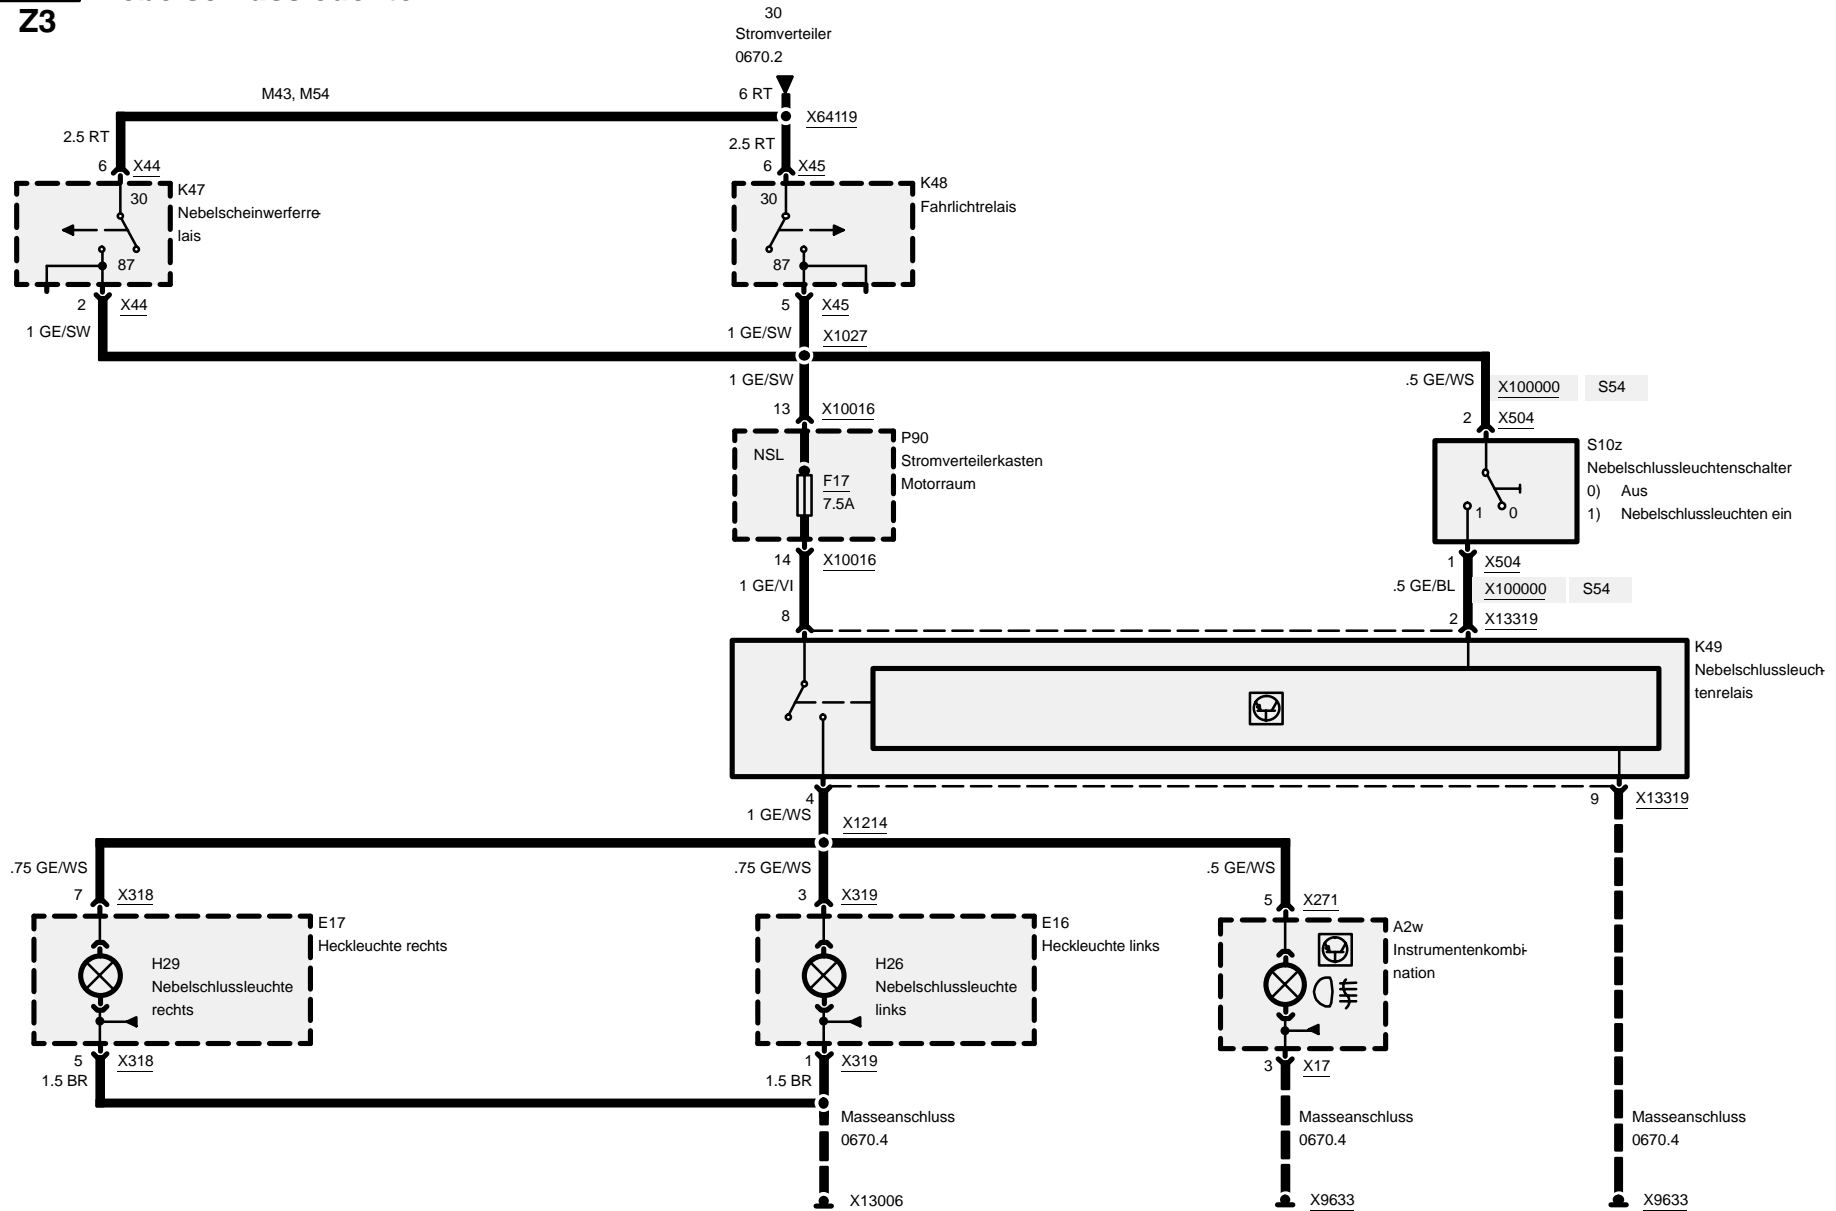 Z3
30
Stromverteiler
0670.2
M43, M54
6 RT
X64119
2.5 RT
2.5 RT
6
X44
6
X45
K47
Nebelscheinwerferre-
lais
30
87
K48
Fahrlichtrelais
30
87
2
X44
5
X45
1 GE/SW
1 GE/SW
X1027
1 GE/SW
.5 GE/WS
X100000
S54
13
X10016
2
X504
P90
Stromverteilerkasten
Motorraum
NSL
F17
7.5A
S10z
Nebelschlussleuchtenschalter
0) Aus
1) Nebelschlussleuchten ein
1
0
14
X10016
1
X504
1 GE/VI
.5 GE/BL
X100000
S54
8
2
X13319
K49
Nebelschlussleuch-
tenrelais
4
9
X13319
1 GE/WS
X1214
.75 GE/WS
.75 GE/WS
.5 GE/WS
7
X318
3
X319
5
X271
E17
Heckleuchte rechts
H29
Nebelschlussleuchte
rechts
E16
Heckleuchte links
H26
Nebelschlussleuchte
links
A2w
Instrumentenkombi-
nation
5
X318
1
X319
3
X17
1.5 BR
1.5 BR
Masseanschluss
0670.4
Masseanschluss
0670.4
Masseanschluss
0670.4
X13006
X9633
X9633